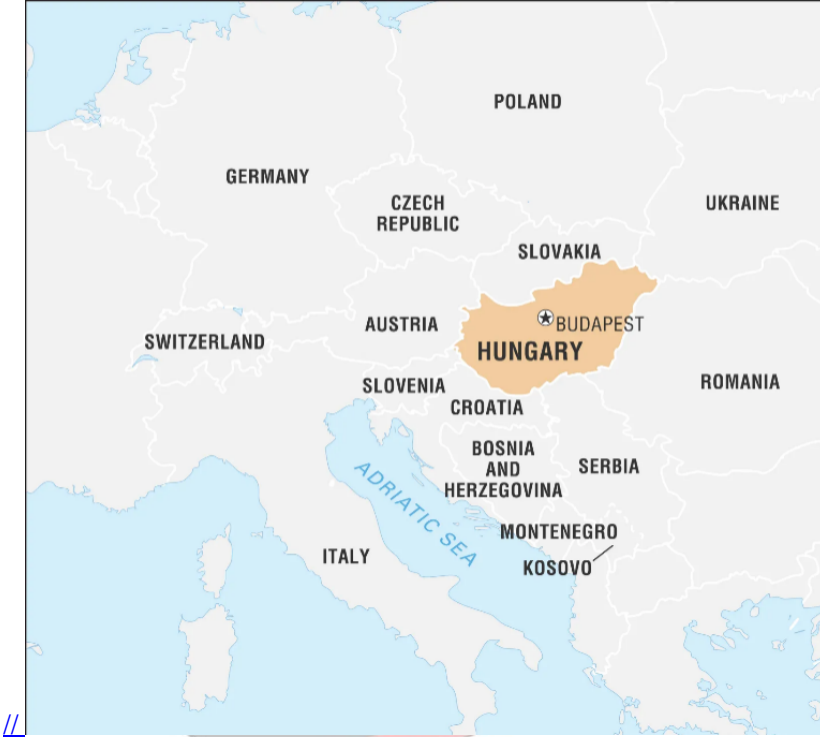 POLAND
GERMANY
CZECH
REPUBLIC
UKRAINE
SLOVAKIA
AUSTRIA
BUDAPEST
SWITZERLAND
HUNGARY
SLOVENIA
ROMANIA
CROATIA
BOSNIA
AND
HERZEGOVINA
SERBIA
ADRIATIC SEA
MONTENEGRO
ITALY
KOSOVO
//